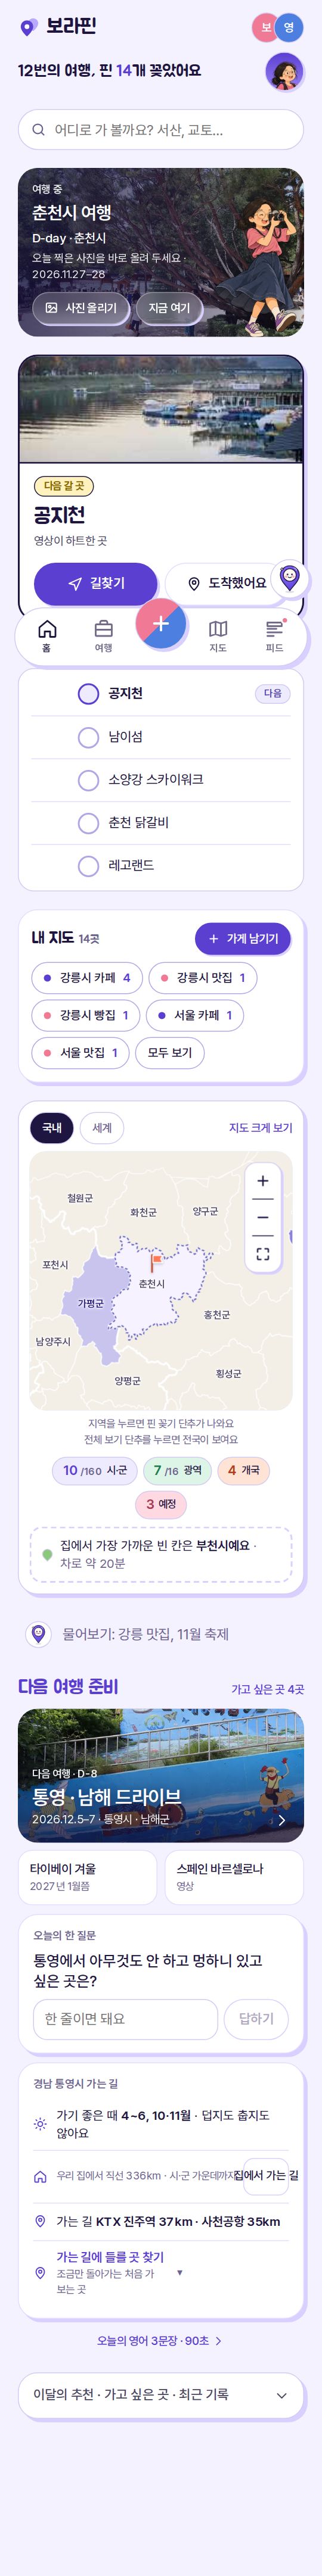 보라핀
보 영
12번의 여행, 핀 14개 꽂았어요
어디로 가 볼까요? 서산, 교토...
여행 중
춘천시 여행
D-day · 춘천시
오늘 찍은 사진을 바로 올려 두세요 ·
2026.11.27–28
사진 올리기 지금 여기
다음 갈 곳
공지천
영상이 하트한 곳
길찾기 도착했어요
홈 여행 지도 피드
공지천 다음
남이섬
소양강 스카이워크
춘천 닭갈비
레고랜드
내 지도 14곳
+ 가게 남기기
강릉시 카페 4 강릉시 맛집 1
강릉시 빵집 1 서울 카페 1
서울 맛집 1 모두 보기
국내 세계 지도 크게 보기
철원군
화천군 양구군
포천시
춘천시
가평군
홍천군
남양주시
횡성군
양평군
지역을 누르면 핀 꽂기 단추가 나와요
전체 보기 단추를 누르면 전국이 보여요
10 /160 시·군 7 /16 광역 4 개국
3 예정
집에서 가장 가까운 빈 칸은 부천시예요 ·
차로 약 20분
물어보기: 강릉 맛집, 11월 축제
다음 여행 준비 가고 싶은 곳 4곳
다음 여행 · D-8
통영 · 남해 드라이브
2026.12.5–7 · 통영시 · 남해군
타이베이 겨울
2027년 1월쯤
스페인 바르셀로나
영상
오늘의 한 질문
통영에서 아무것도 안 하고 멍하니 있고
싶은 곳은?
한 줄이면 돼요 답하기
경남 통영시 가는 길
가기 좋은 때 4~6, 10·11월 · 덥지도 춥지도
않아요
우리 집에서 직선 336km · 시·군 가운데까지 집에서 가는 길
가는 길 KTX 진주역 37km · 사천공항 35km
가는 길에 들를 곳 찾기
조금만 돌아가는 처음 가
보는 곳
▼
오늘의 영어 3문장 · 90초
이달의 추천 · 가고 싶은 곳 · 최근 기록